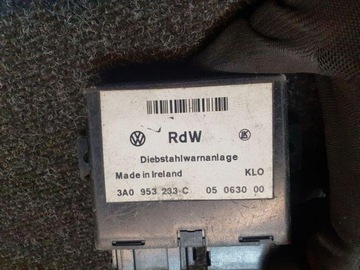 RdW
Diebstahlwarnanlage
Made in Ireland KLO
3A0 953 233-C 05 0630 00